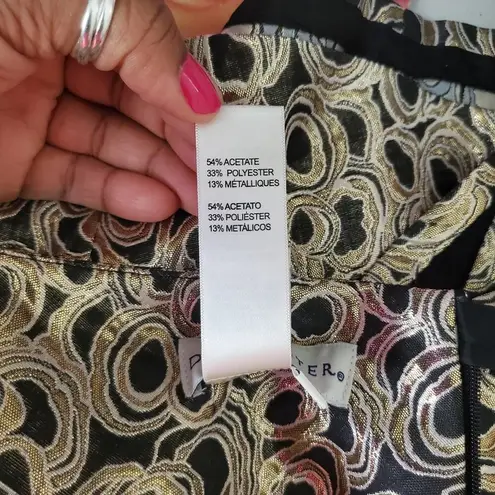 54% ACETATE
33% POLYESTER
13% MÉTALLIQUES
54% ACETATO
33% POLIÉSTER
13% METÁLICOS